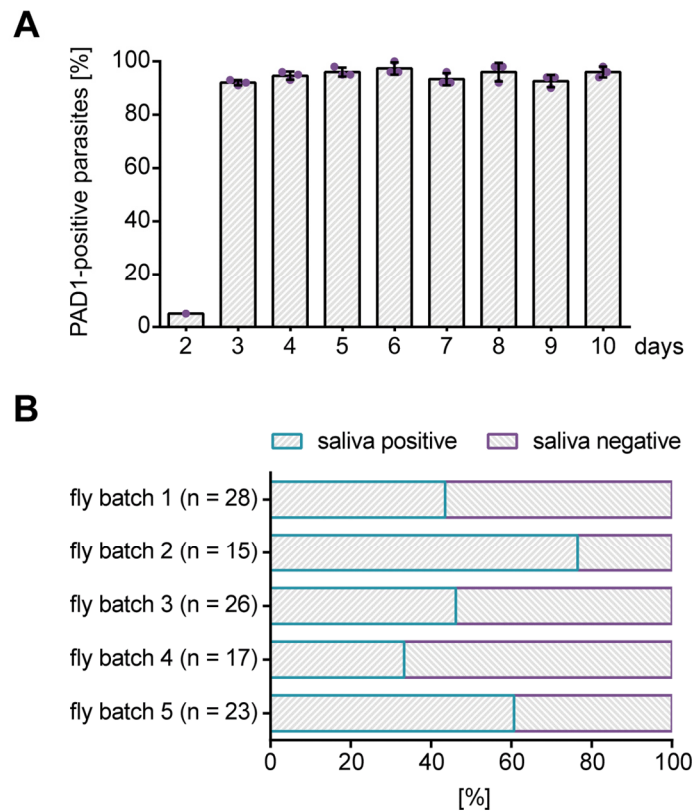 A
PAD1-positive parasites [%]
100
80
60
40
20
0
2 3 4 5 6 7 8 9 10 days
B
saliva positive saliva negative
fly batch 1 (n = 28)
fly batch 2 (n = 15)
fly batch 3 (n = 26)
fly batch 4 (n = 17)
fly batch 5 (n = 23)
0 20 40 60 80 100
[%]